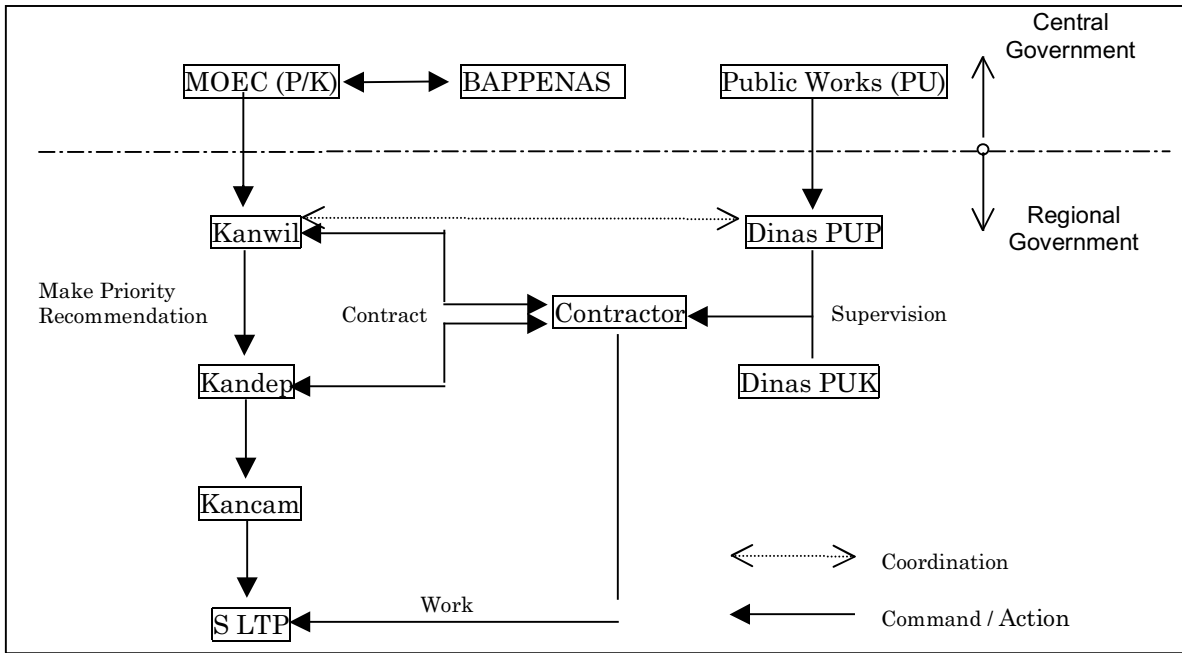 Central
Government
MOEC (P/K)
BAPPENAS
Public Works (PU)
Kanwil
Dinas PUP
Regional
Government
Make Priority
Recommendation
Contract
Contractor
Supervision
Kandep
Dinas PUK
Kancam
Coordination
S LTP
Work
Command / Action